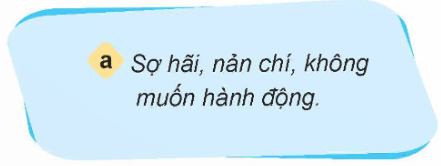 a Sợ hãi, nản chí, không
muốn hành động.